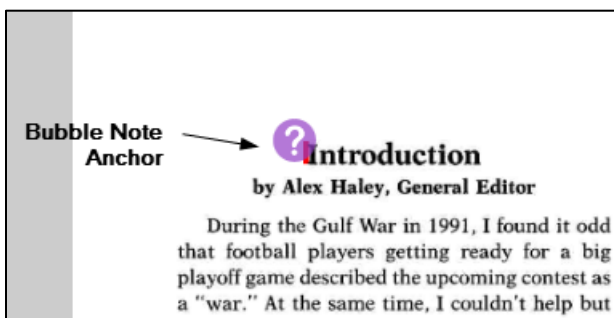 Bubble Note
Anchor
?
Introduction
by Alex Haley, General Editor
During the Gulf War in 1991, I found it odd
that football players getting ready for a big
playoff game described the upcoming contest as
a “war.” At the same time, I couldn’t help but